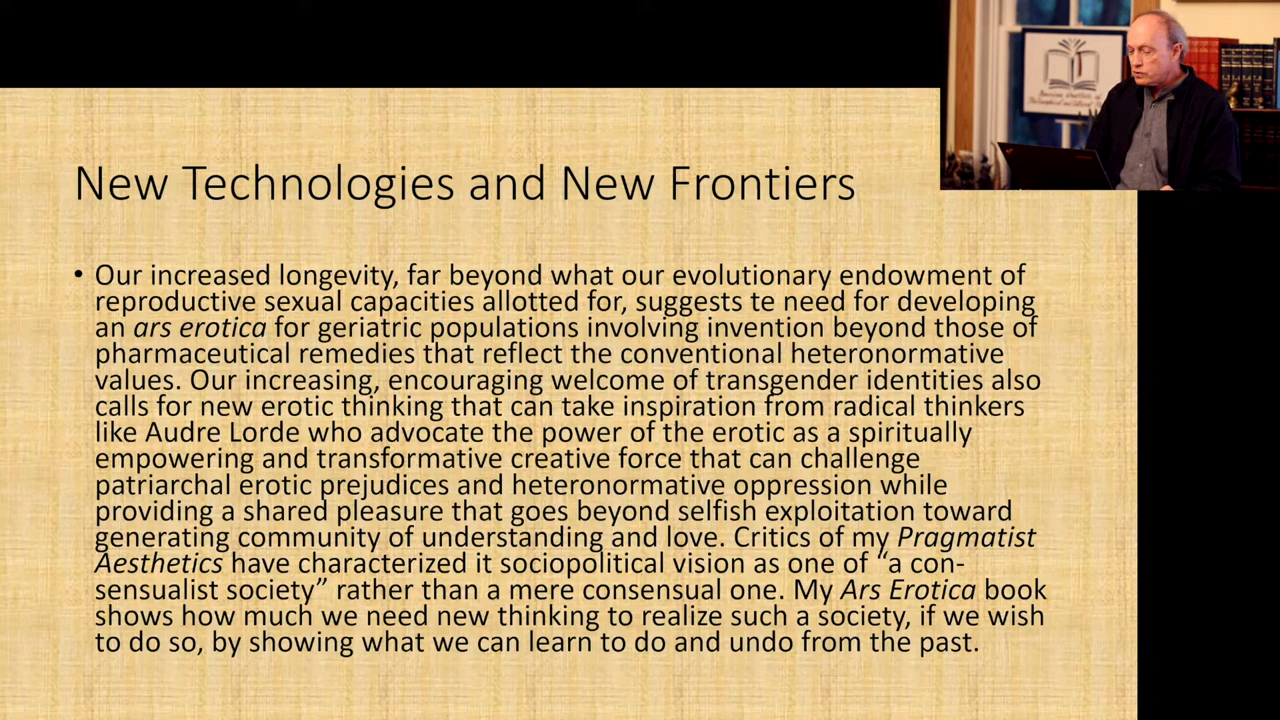 New Technologies and New Frontiers
• Our increased longevity, far beyond what our evolutionary endowment of
reproductive sexual capacities allotted for, suggests te need for developing
an ars erotica for geriatric populations involving invention beyond those of
pharmaceutical remedies that reflect the conventional heteronormative
values. Our increasing, encouraging welcome of transgender identities also
calls for new erotic thinking that can take inspiration from radical thinkers
like Audre Lorde who advocate the power of the erotic as a spiritually
empowering and transformative creative force that can challenge
patriarchal erotic prejudices and heteronormative oppression while
providing a shared pleasure that goes beyond selfish exploitation toward
generating community of understanding and love. Critics of my Pragmatist
Aesthetics have characterized it sociopolitical vision as one of “a con-
sensualist society” rather than a mere consensual one. My Ars Erotica book
shows how much we need new thinking to realize such a society, if we wish
to do so, by showing what we can learn to do and undo from the past.